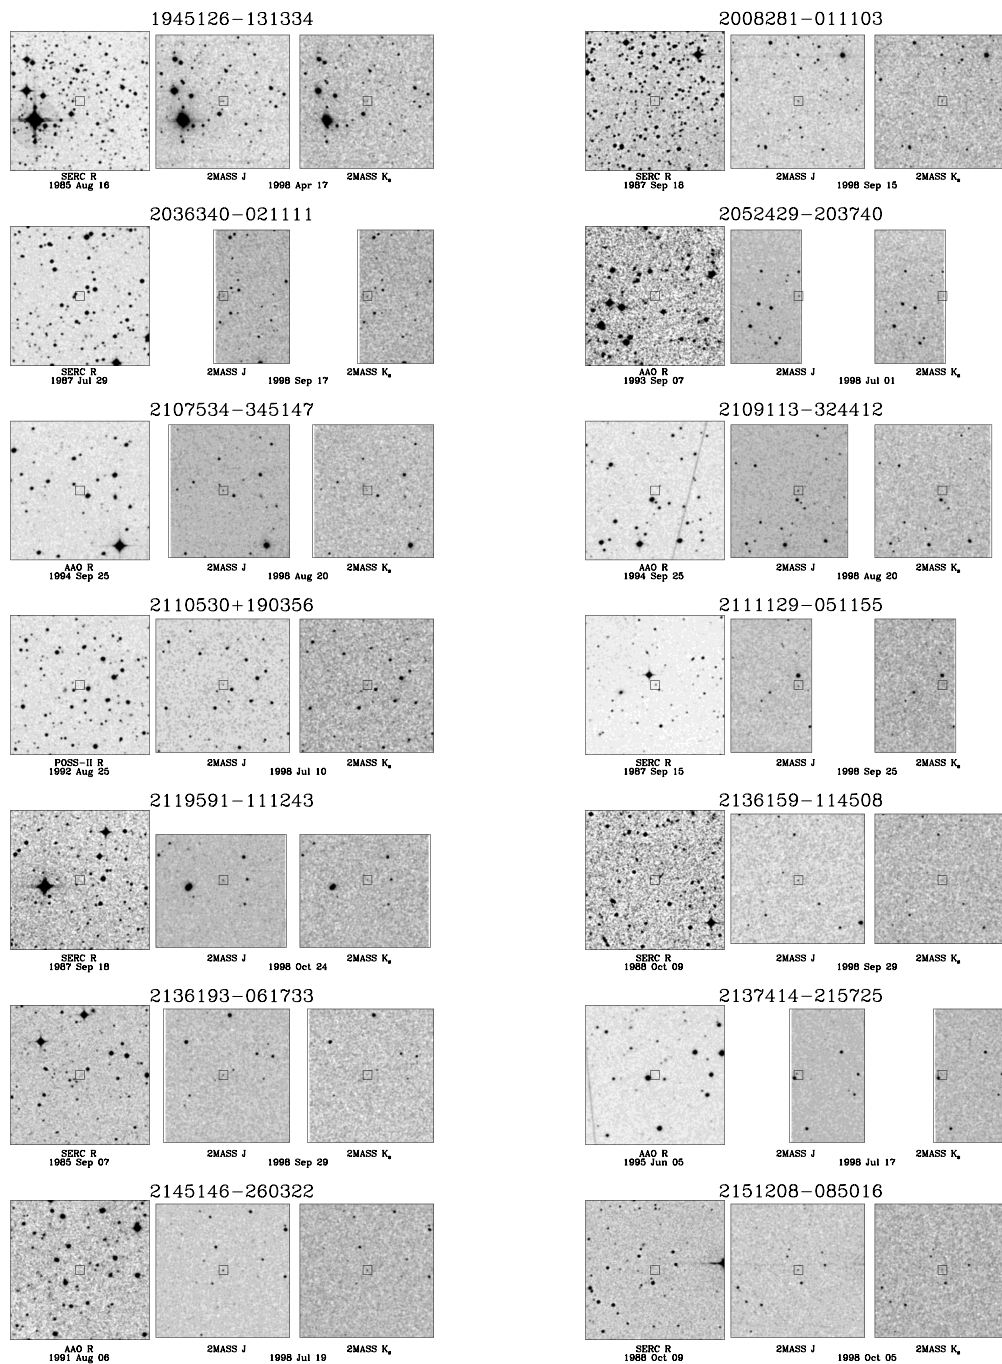 1945126-131334
SERC R
1985 Aug 16
2MASS J
1998 Apr 17
2MASS Ks
2008281-011103
SERC R
1987 Sep 18
2MASS J
1998 Sep 15
2MASS Ks
2036340-021111
SERC R
1987 Jul 29
2MASS J
1998 Sep 17
2MASS Ks
2052429-203740
AAO R
1993 Sep 07
2MASS J
1998 Jul 01
2MASS Ks
2107534-345147
AAO R
1994 Sep 25
2MASS J
1998 Aug 20
2MASS Ks
2109113-324412
AAO R
1994 Sep 25
2MASS J
1998 Aug 20
2MASS Ks
2110530+190356
POSS-II R
1992 Aug 25
2MASS J
1998 Jul 10
2MASS Ks
2111129-051155
SERC R
1987 Sep 15
2MASS J
1998 Sep 25
2MASS Ks
2119591-111243
SERC R
1987 Sep 18
2MASS J
1998 Oct 24
2MASS Ks
2136159-114508
SERC R
1988 Oct 09
2MASS J
1998 Sep 29
2MASS Ks
2136193-061733
SERC R
1985 Sep 07
2MASS J
1998 Sep 29
2MASS Ks
2137414-215725
AAO R
1995 Jun 05
2MASS J
1998 Jul 17
2MASS Ks
2145146-260322
AAO R
1991 Aug 06
2MASS J
1998 Jul 19
2MASS Ks
2151208-085016
SERC R
1988 Oct 09
2MASS J
1998 Oct 05
2MASS Ks